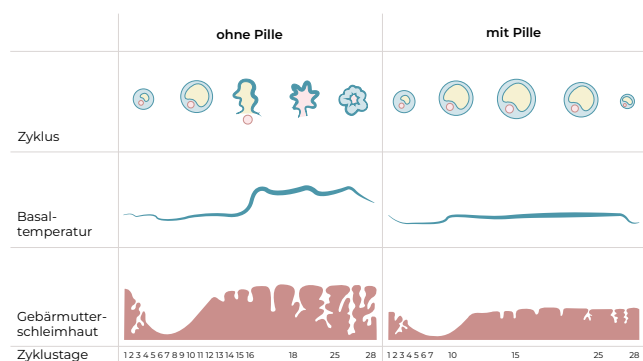 ohne Pille
mit Pille
Zyklus
Basal-
temperatur
Gebärmutter-
schleimhaut
Zyklustage
1 2 3 4 5 6 7 8 9 10 11 12 13 14 15 16 18 25 28
1 2 3 4 5 6 7 10 15 25 28